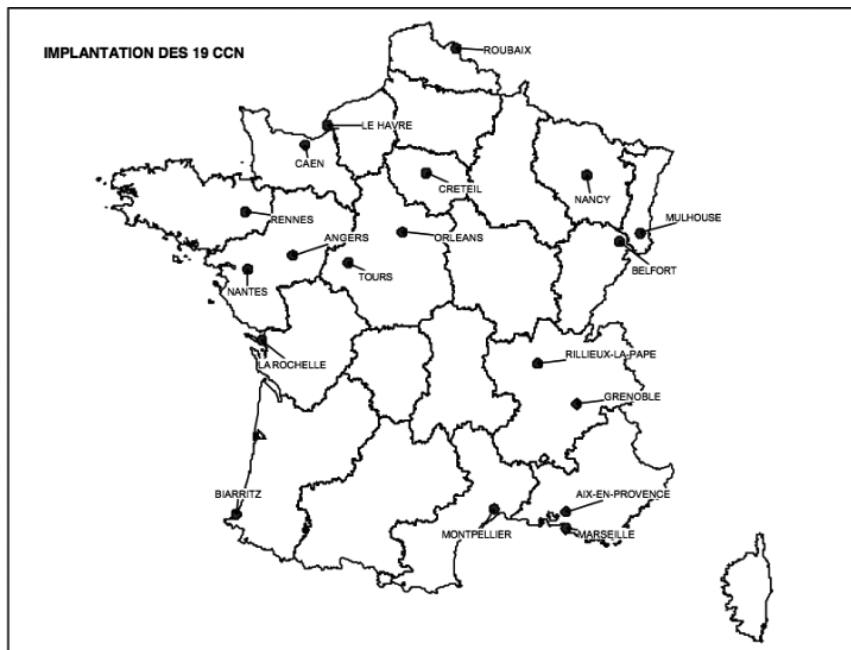 IMPLANTATION DES 19 CCN
ROUBAIX
LE HAVRE
CAEN
CRETEIL
NANCY
RENNES
MULHOUSE
ANGERS
ORLEANS
BELFORT
TOURS
NANTES
LA ROCHELLE
RILLIEUX-LA-PAPE
GRENOBLE
BIARRITZ
AIX-EN-PROVENCE
MONTPELLIER
MARSEILLE